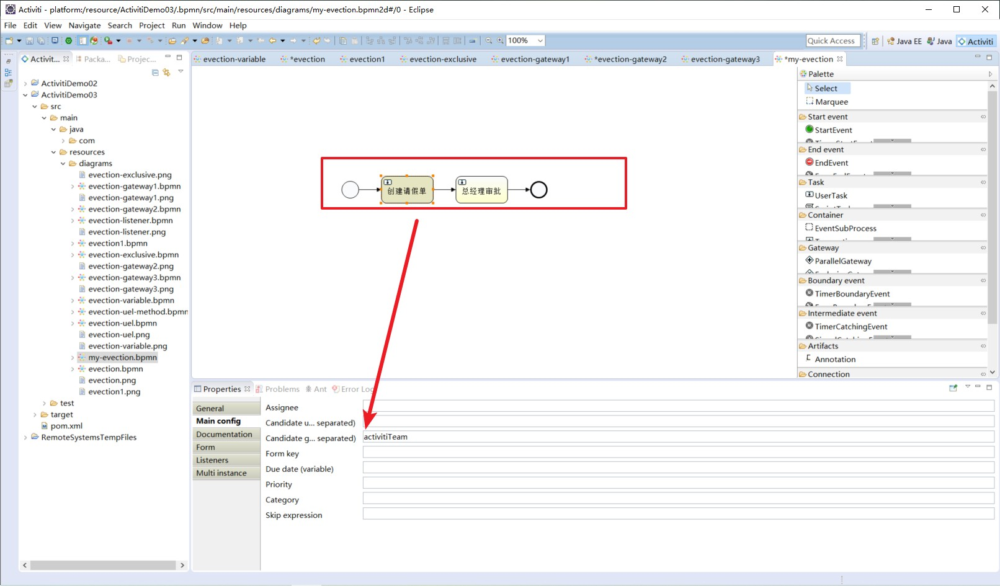 Activiti - platform:/resource/ActivitiDemo03/.bpmn/src/main/resources/diagrams/my-evection.bpmn2d#/0 - Eclipse
File Edit View Navigate Search Project Run Window Help
100%
Quick Access
Java EE
Java
Activiti
Activit...
Packa...
Projec...
evection-variable
*evection
evection1
evection-exclusive
evection-gateway1
*evection-gateway2
evection-gateway3
*my-evection
ActivitiDemo02
ActivitiDemo03
src
main
java
com
resources
diagrams
evection-exclusive.png
evection-gateway1.bpmn
evection-gateway1.png
evection-gateway2.bpmn
evection-listener.bpmn
evection-listener.png
evection1.bpmn
evection-exclusive.bpmn
evection-gateway2.png
evection-gateway3.bpmn
evection-gateway3.png
evection-variable.bpmn
evection-uel-method.bpmn
evection-uel.bpmn
evection-uel.png
evection-variable.png
my-evection.bpmn
evection.bpmn
evection.png
evection1.png
test
target
pom.xml
RemoteSystemsTempFiles
创建请假单
总经理审批
Palette
Select
Marquee
Start event
StartEvent
End event
EndEvent
Task
UserTask
Container
EventSubProcess
Gateway
ParallelGateway
Boundary event
TimerBoundaryEvent
Intermediate event
TimerCatchingEvent
Artifacts
Annotation
Connection
Properties
Problems
Ant
Error Log
General
Main config
Documentation
Form
Listeners
Multi instance
Assignee
Candidate u... separated)
Candidate g... separated) activitiTeam
Form key
Due date (variable)
Priority
Category
Skip expression